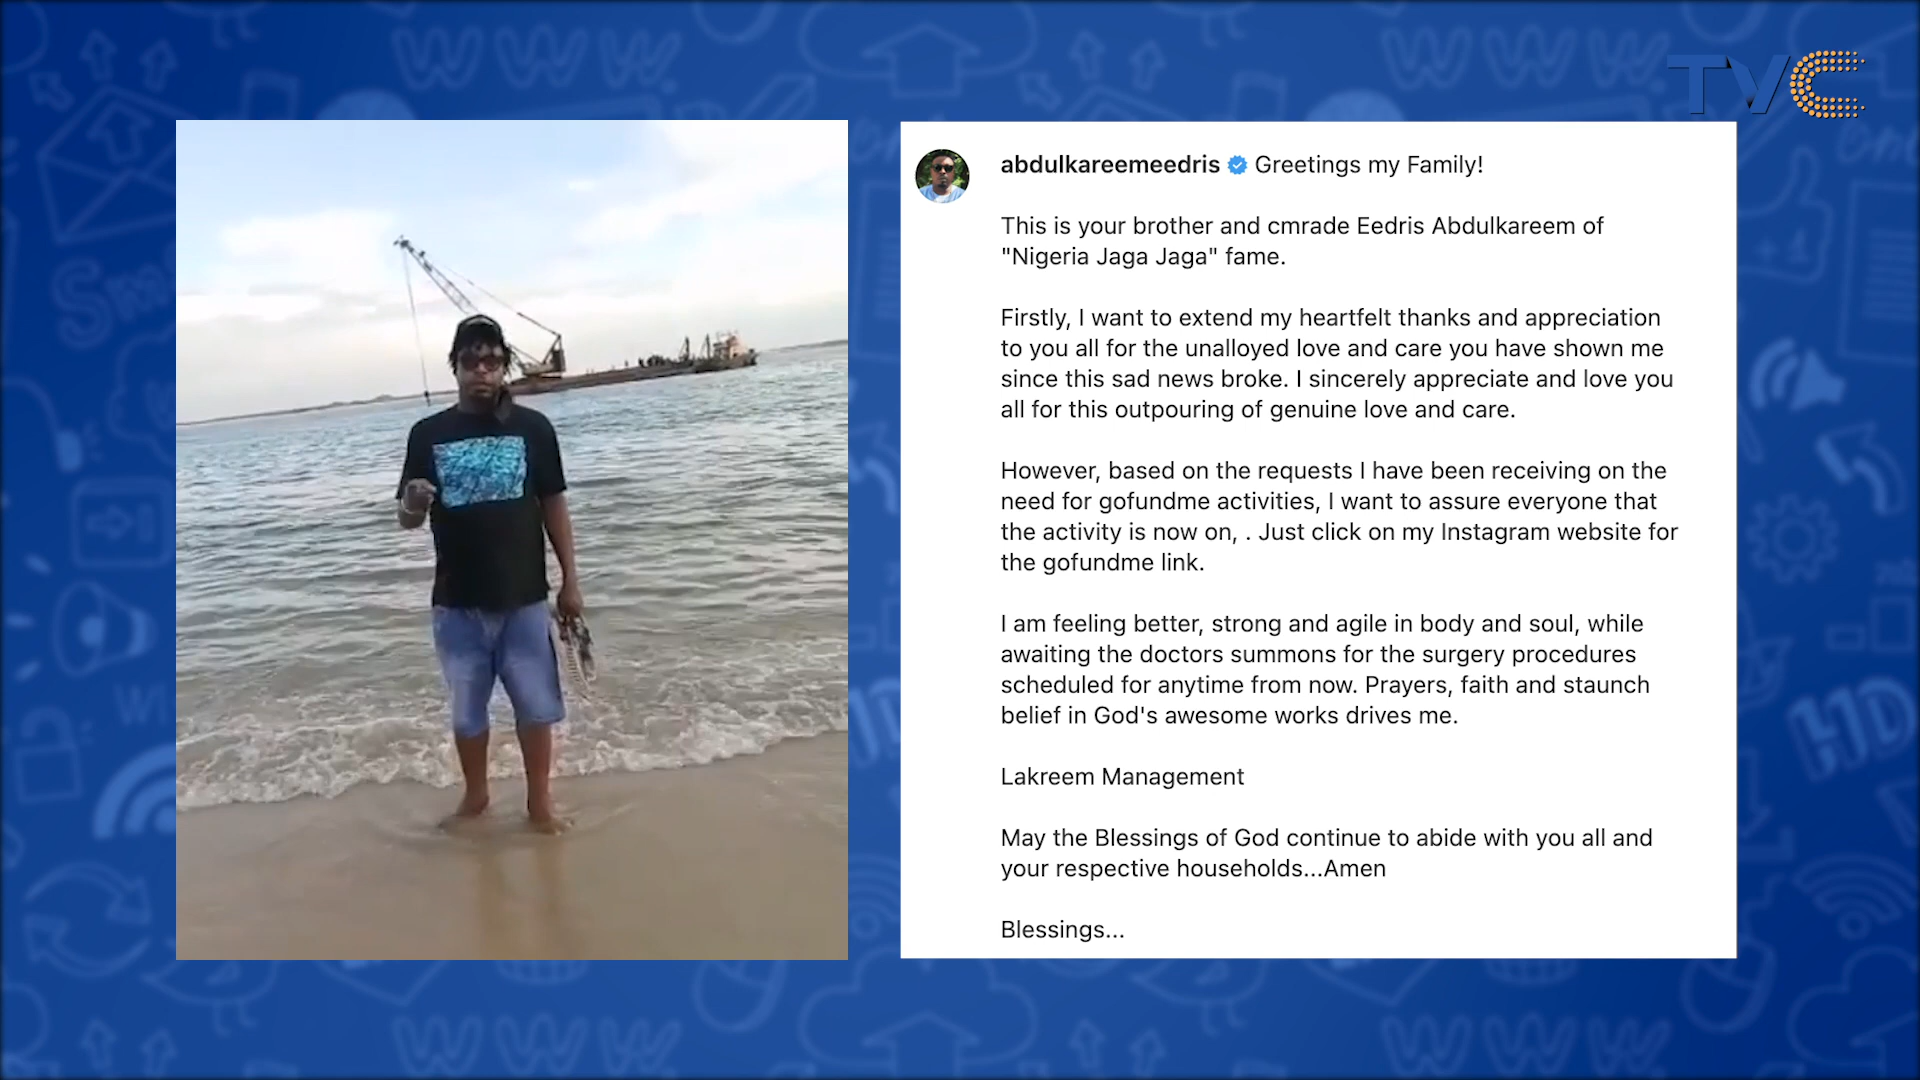 TVC
abdulkareemeedris Greetings my Family!
This is your brother and cmrade Eedris Abdulkareem of
"Nigeria Jaga Jaga" fame.
Firstly, I want to extend my heartfelt thanks and appreciation
to you all for the unalloyed love and care you have shown me
since this sad news broke. I sincerely appreciate and love you
all for this outpouring of genuine love and care.
However, based on the requests I have been receiving on the
need for gofundme activities, I want to assure everyone that
the activity is now on, . Just click on my Instagram website for
the gofundme link.
I am feeling better, strong and agile in body and soul, while
awaiting the doctors summons for the surgery procedures
scheduled for anytime from now. Prayers, faith and staunch
belief in God's awesome works drives me.
Lakreem Management
May the Blessings of God continue to abide with you all and
your respective households...Amen
Blessings...
WWW
WWW
HD
WWW
WWW